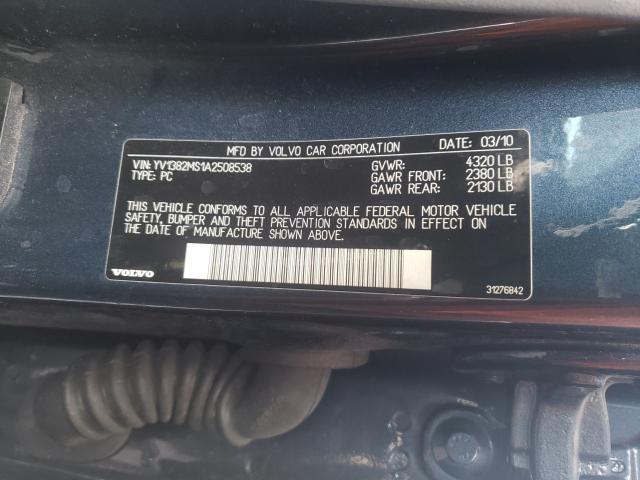 MFD BY VOLVO CAR CORPORATION DATE: 03/10
VIN: YV1382MS1A2508538 GVWR: 4320 LB
TYPE: PC GAWR FRONT: 2380 LB
GAWR REAR: 2130 LB
THIS VEHICLE CONFORMS TO ALL APPLICABLE FEDERAL MOTOR VEHICLE
SAFETY, BUMPER AND THEFT PREVENTION STANDARDS IN EFFECT ON
THE DATE OF MANUFACTURE SHOWN ABOVE.
VOLVO 31276842